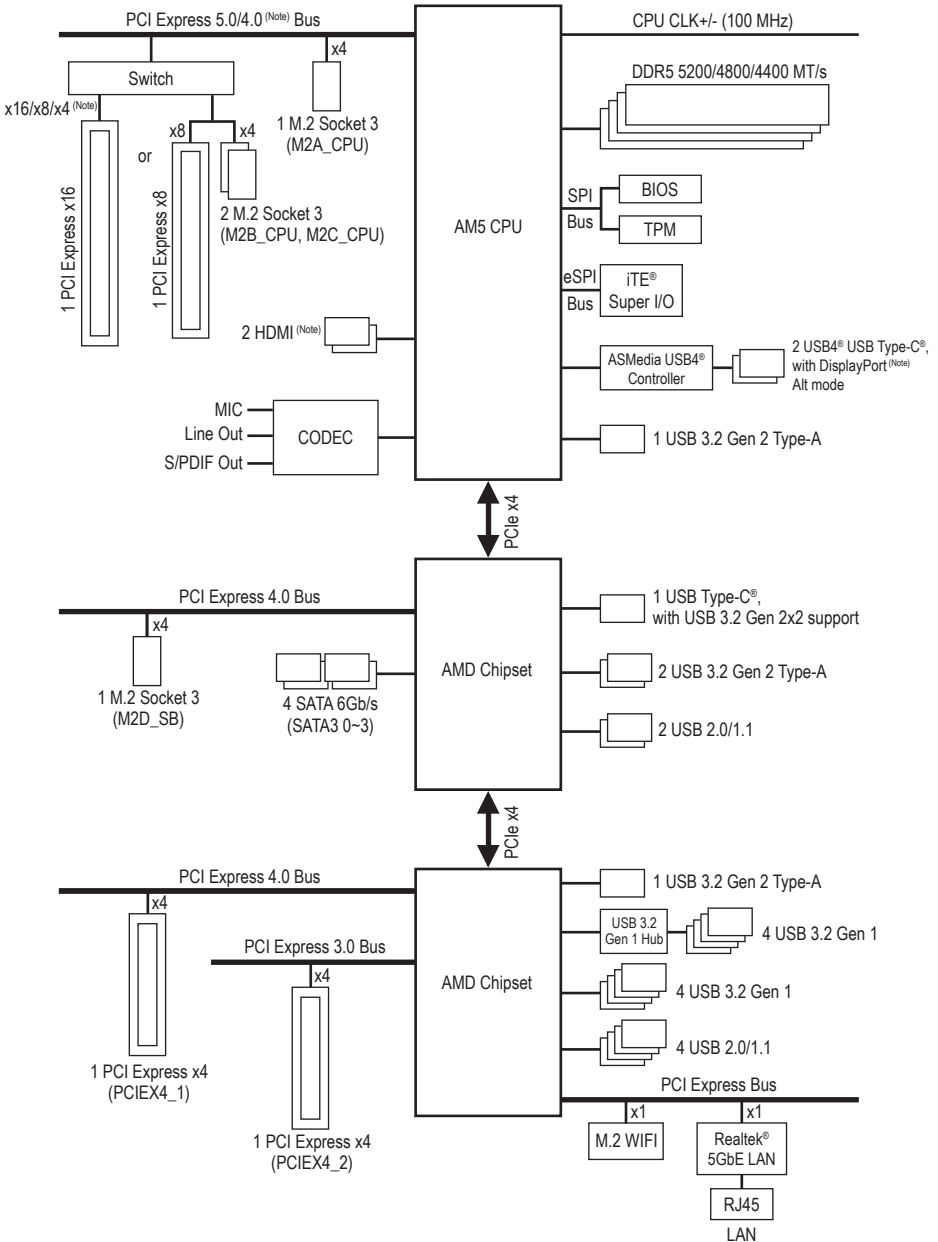 PCI Express 5.0/4.0 (Note) Bus
CPU CLK+/- (100 MHz)
x4
Switch
DDR5 5200/4800/4400 MT/s
x16/x8/x4 (Note)
1 M.2 Socket 3
(M2A_CPU)
x8
x4
or
1 PCI Express x16
1 PCI Express x8
2 M.2 Socket 3
(M2B_CPU, M2C_CPU)
AM5 CPU
SPI
Bus
BIOS
TPM
eSPI
Bus
iTE®
Super I/O
2 HDMI (Note)
ASMedia USB4®
Controller
2 USB4® USB Type-C®,
with DisplayPort (Note)
Alt mode
MIC
Line Out
S/PDIF Out
CODEC
1 USB 3.2 Gen 2 Type-A
PCIe x4
PCI Express 4.0 Bus
x4
1 M.2 Socket 3
(M2D_SB)
4 SATA 6Gb/s
(SATA3 0~3)
AMD Chipset
1 USB Type-C®,
with USB 3.2 Gen 2x2 support
2 USB 3.2 Gen 2 Type-A
2 USB 2.0/1.1
PCIe x4
PCI Express 4.0 Bus
x4
1 USB 3.2 Gen 2 Type-A
USB 3.2
Gen 1 Hub
4 USB 3.2 Gen 1
PCI Express 3.0 Bus
x4
AMD Chipset
4 USB 3.2 Gen 1
4 USB 2.0/1.1
1 PCI Express x4
(PCIEX4_1)
PCI Express Bus
x1
x1
1 PCI Express x4
(PCIEX4_2)
M.2 WIFI
Realtek®
5GbE LAN
RJ45
LAN